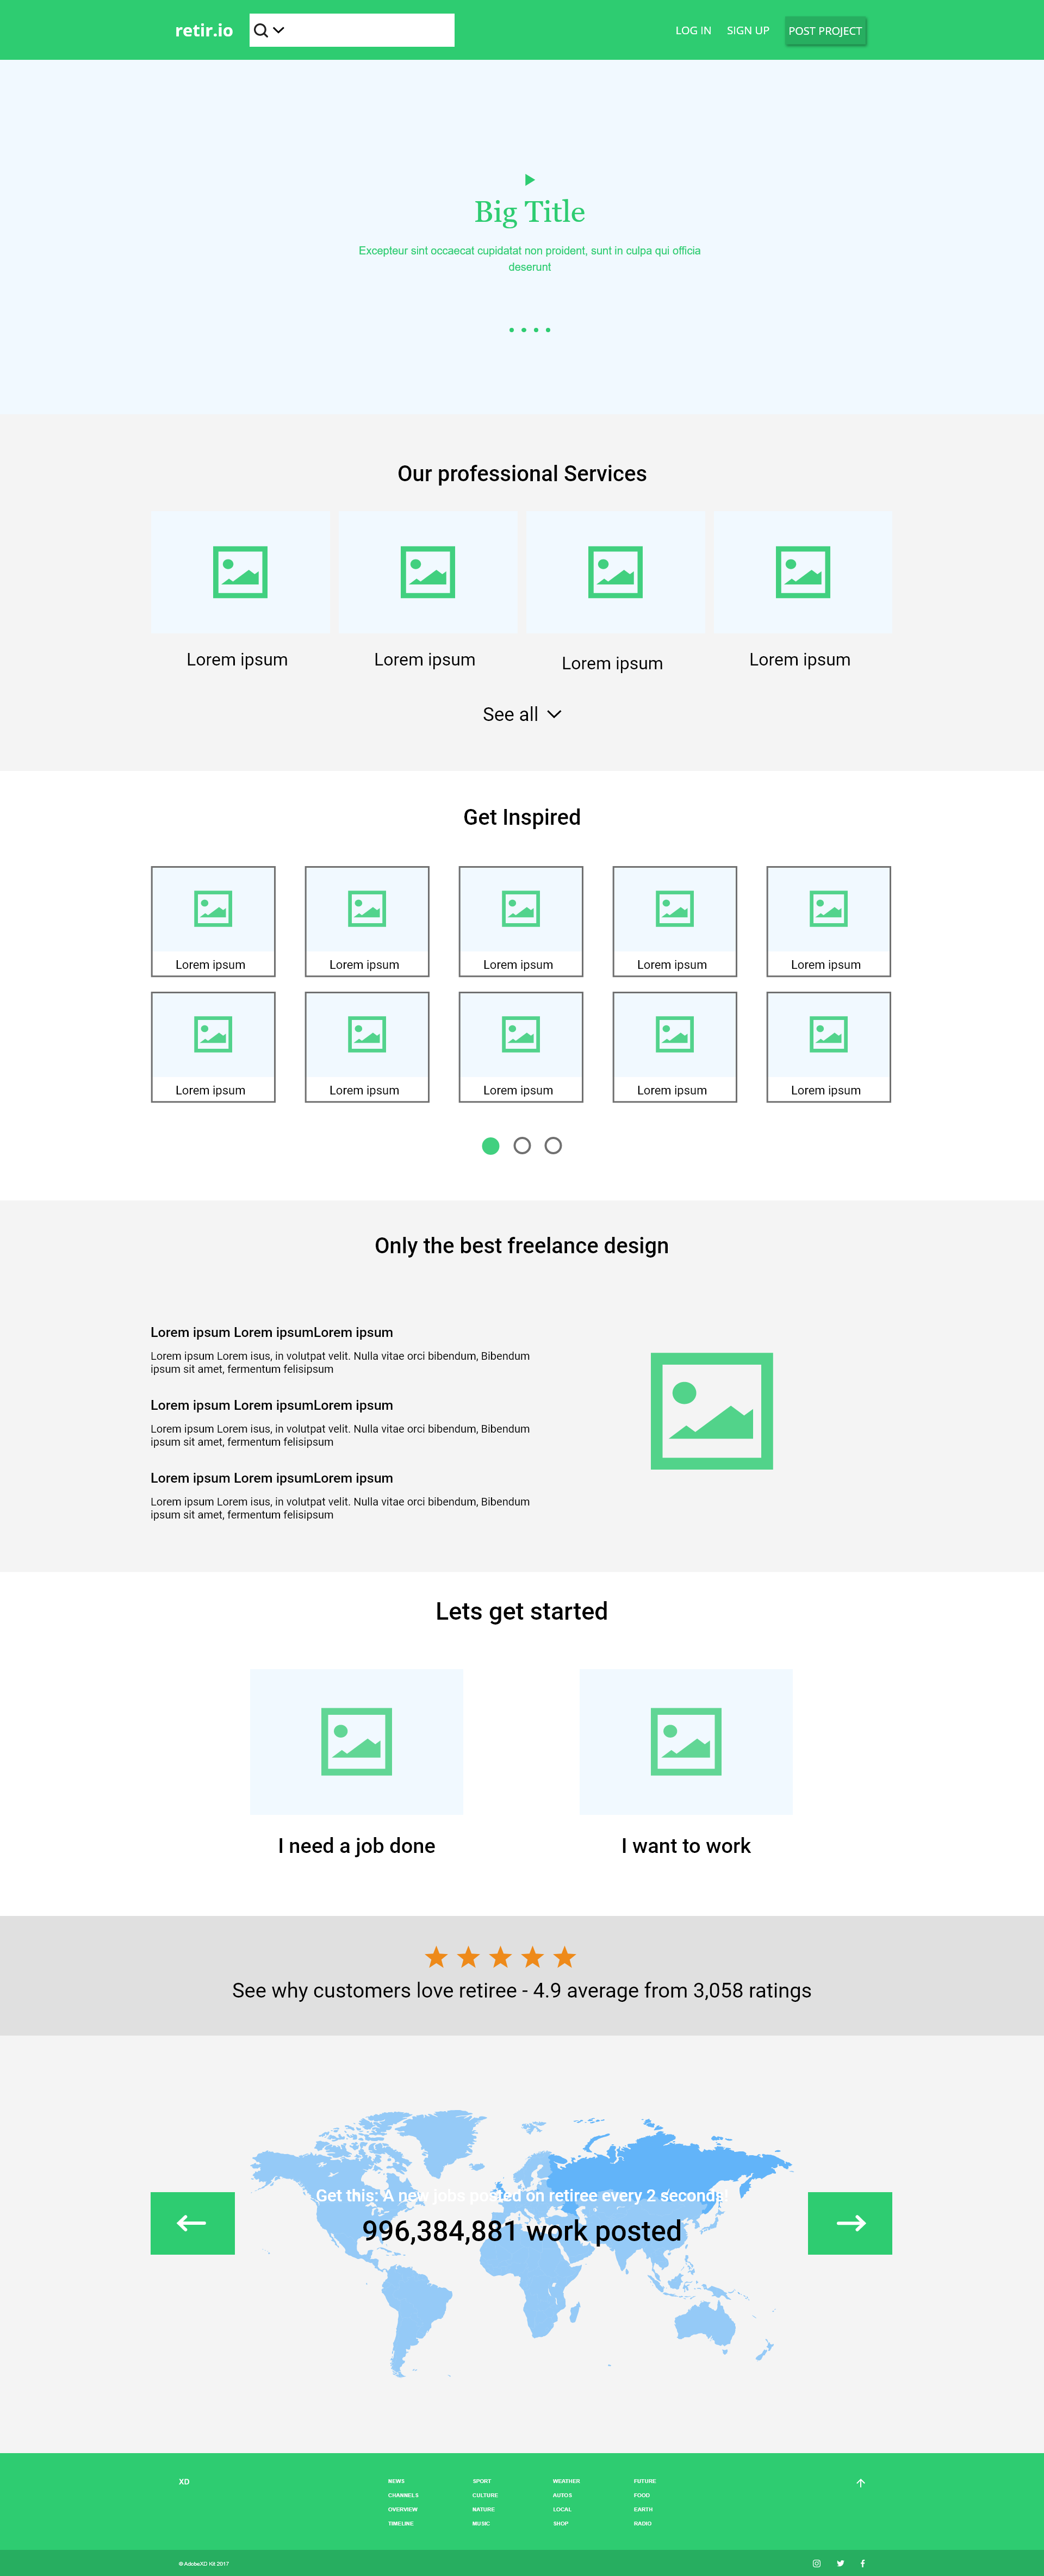 retir.io
LOG IN SIGN UP POST PROJECT
Big Title
Excepteur sint occaecat cupidatat non proident, sunt in culpa qui officia
deserunt
Our professional Services
Lorem ipsum Lorem ipsum Lorem ipsum Lorem ipsum
See all
Get Inspired
Lorem ipsum Lorem ipsum Lorem ipsum Lorem ipsum Lorem ipsum
Lorem ipsum Lorem ipsum Lorem ipsum Lorem ipsum Lorem ipsum
Only the best freelance design
Lorem ipsum Lorem ipsumLorem ipsum
Lorem ipsum Lorem isus, in volutpat velit. Nulla vitae orci bibendum, Bibendum
ipsum sit amet, fermentum felisipsum
Lorem ipsum Lorem ipsumLorem ipsum
Lorem ipsum Lorem isus, in volutpat velit. Nulla vitae orci bibendum, Bibendum
ipsum sit amet, fermentum felisipsum
Lorem ipsum Lorem ipsumLorem ipsum
Lorem ipsum Lorem isus, in volutpat velit. Nulla vitae orci bibendum, Bibendum
ipsum sit amet, fermentum felisipsum
Lets get started
I need a job done I want to work
See why customers love retiree - 4.9 average from 3,058 ratings
Get this: A new jobs posted on retiree every 2 seconds!
996,384,881 work posted
XD NEWS SPORT WEATHER FUTURE
CHANNELS CULTURE AUTOS FOOD
OVERVIEW NATURE LOCAL EARTH
TIMELINE MUSIC SHOP RADIO
© AdobeXD Kit 2017